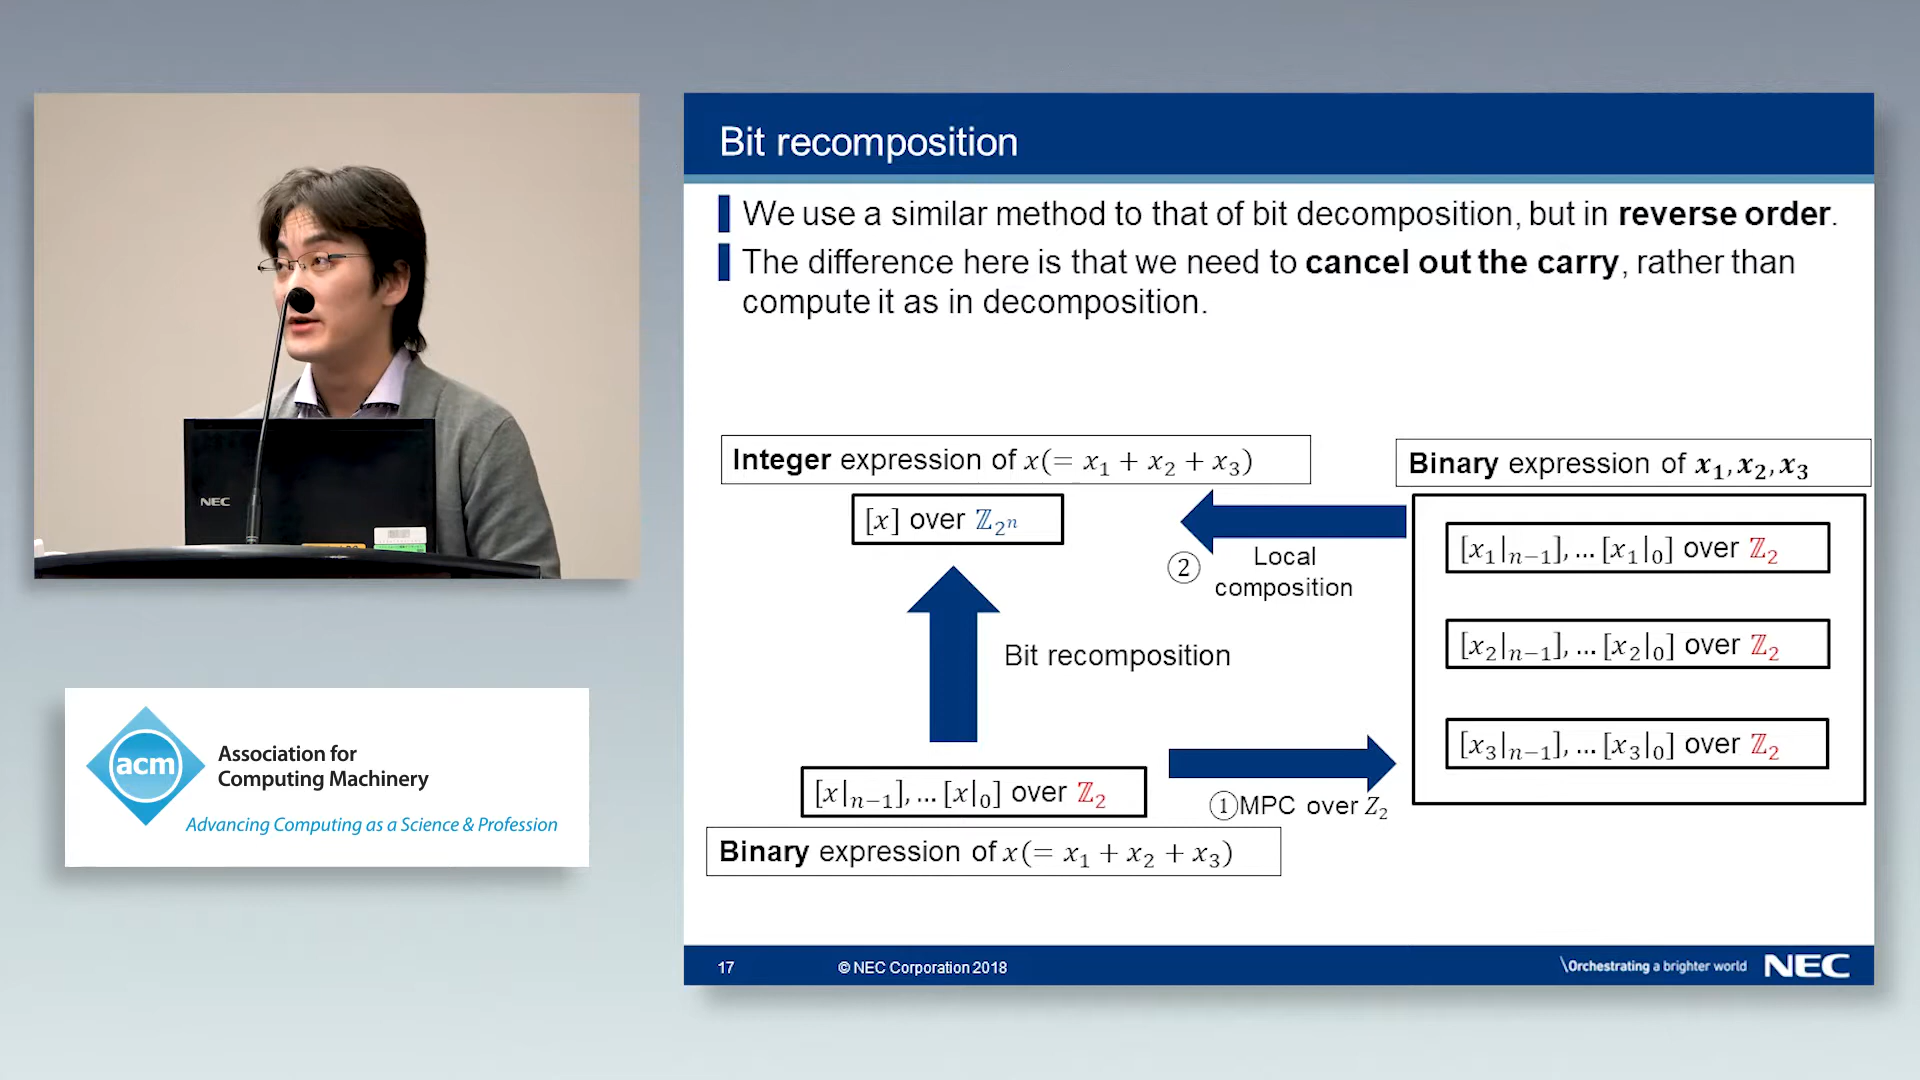 NEC
acm
Association for
Computing Machinery
Advancing Computing as a Science & Profession
Bit recomposition
We use a similar method to that of bit decomposition, but in reverse order.
The difference here is that we need to cancel out the carry, rather than
compute it as in decomposition.
Integer expression of x(= x₁ + x₂ + x₃)
[x] over ℤ₂ⁿ
Binary expression of x₁, x₂, x₃
[x₁|ₙ₋₁], ... [x₁|₀] over ℤ₂
[x₂|ₙ₋₁], ... [x₂|₀] over ℤ₂
[x₃|ₙ₋₁], ... [x₃|₀] over ℤ₂
② Local
composition
Bit recomposition
[x|ₙ₋₁], ... [x|₀] over ℤ₂
①MPC over Z₂
Binary expression of x(= x₁ + x₂ + x₃)
17
© NEC Corporation 2018
\Orchestrating a brighter world
NEC